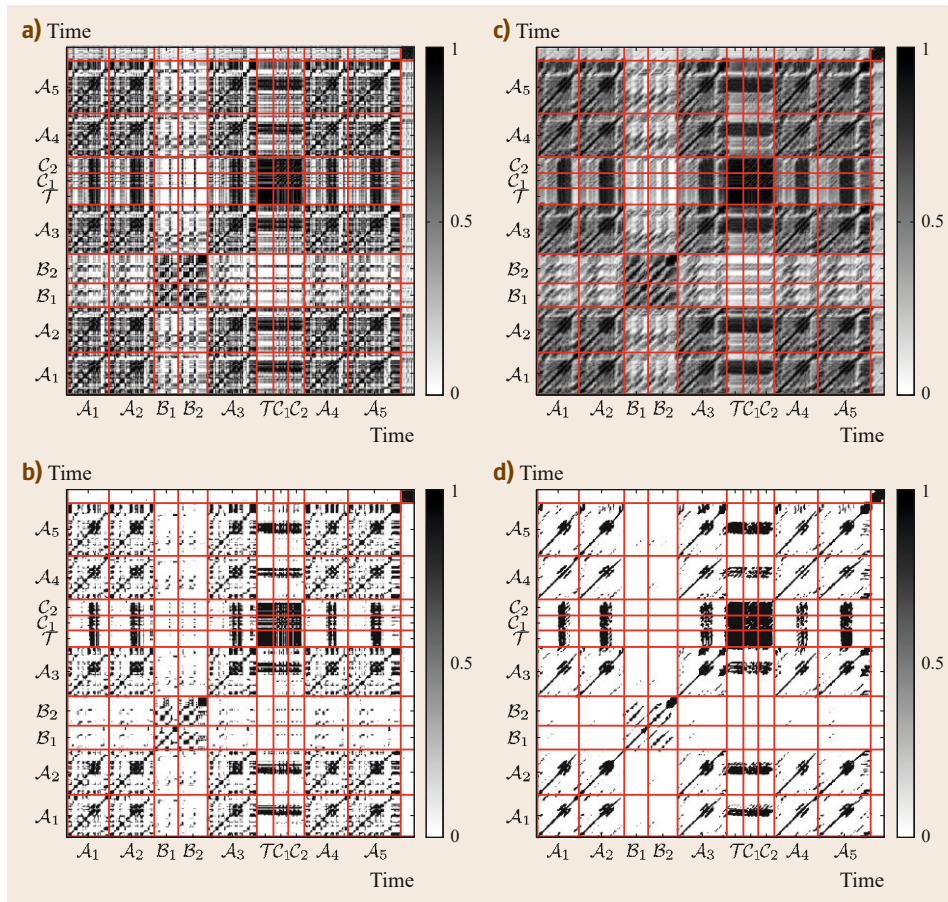 a) Time
1
0.5
0
𝒜₅
𝒜₄
𝒞₂
𝒞₁
𝒯
𝒜₃
ℬ₂
ℬ₁
𝒜₂
𝒜₁
𝒜₁ 𝒜₂ ℬ₁ ℬ₂ 𝒜₃ 𝒯𝒞₁𝒞₂ 𝒜₄ 𝒜₅
Time
c) Time
1
0.5
0
𝒜₅
𝒜₄
𝒞₂
𝒞₁
𝒯
𝒜₃
ℬ₂
ℬ₁
𝒜₂
𝒜₁
𝒜₁ 𝒜₂ ℬ₁ ℬ₂ 𝒜₃ 𝒯𝒞₁𝒞₂ 𝒜₄ 𝒜₅
Time
b) Time
1
0.5
0
𝒜₅
𝒜₄
𝒞₂
𝒞₁
𝒯
𝒜₃
ℬ₂
ℬ₁
𝒜₂
𝒜₁
𝒜₁ 𝒜₂ ℬ₁ ℬ₂ 𝒜₃ 𝒯𝒞₁𝒞₂ 𝒜₄ 𝒜₅
Time
d) Time
1
0.5
0
𝒜₅
𝒜₄
𝒞₂
𝒞₁
𝒯
𝒜₃
ℬ₂
ℬ₁
𝒜₂
𝒜₁
𝒜₁ 𝒜₂ ℬ₁ ℬ₂ 𝒜₃ 𝒯𝒞₁𝒞₂ 𝒜₄ 𝒜₅
Time